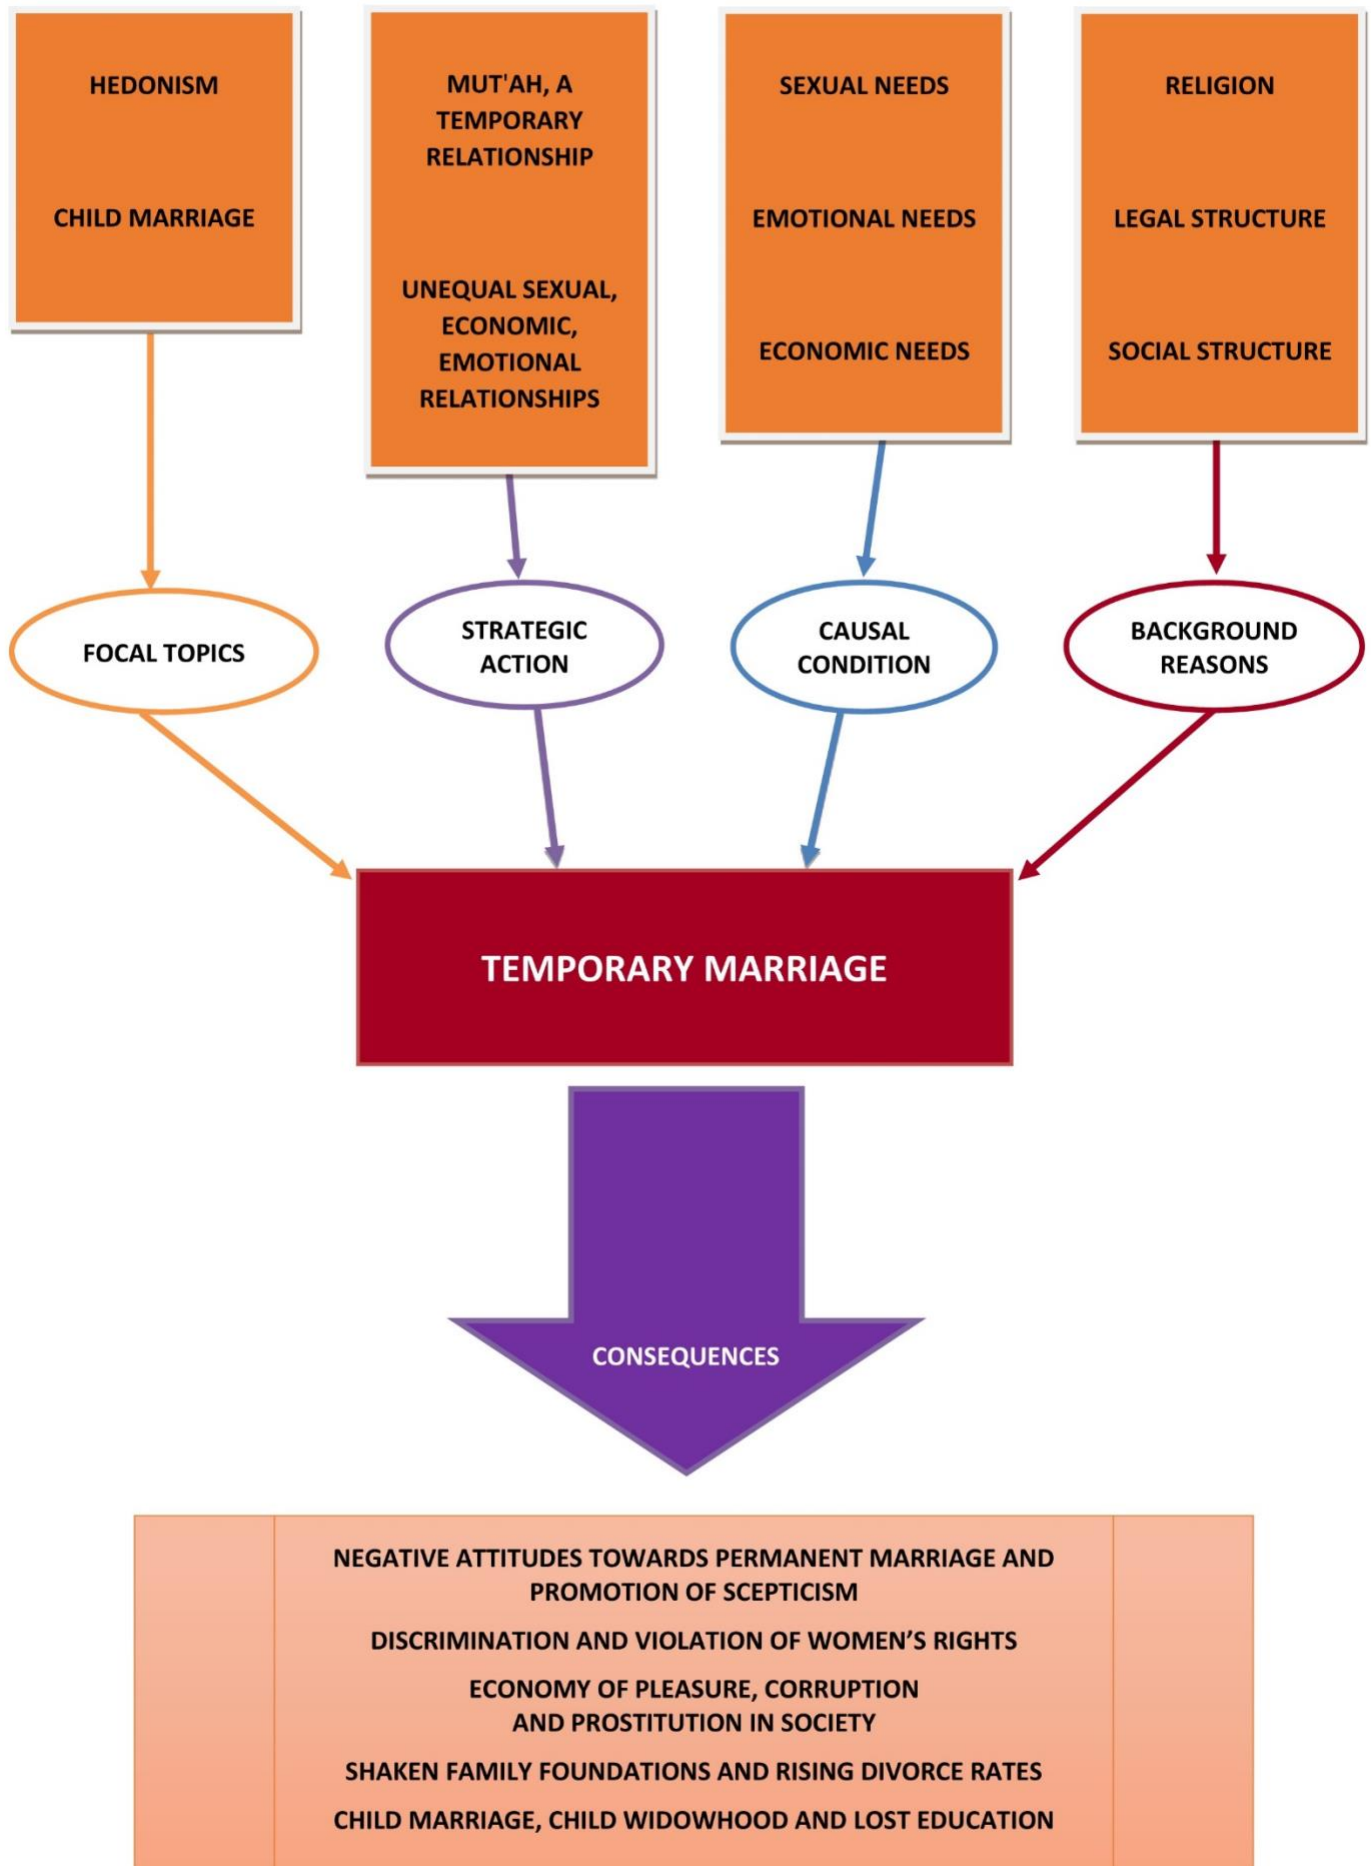 HEDONISM
CHILD MARRIAGE
MUT'AH, A
TEMPORARY
RELATIONSHIP
UNEQUAL SEXUAL,
ECONOMIC,
EMOTIONAL
RELATIONSHIPS
SEXUAL NEEDS
EMOTIONAL NEEDS
ECONOMIC NEEDS
RELIGION
LEGAL STRUCTURE
SOCIAL STRUCTURE
FOCAL TOPICS
STRATEGIC
ACTION
CAUSAL
CONDITION
BACKGROUND
REASONS
TEMPORARY MARRIAGE
CONSEQUENCES
NEGATIVE ATTITUDES TOWARDS PERMANENT MARRIAGE AND
PROMOTION OF SCEPTICISM
DISCRIMINATION AND VIOLATION OF WOMEN’S RIGHTS
ECONOMY OF PLEASURE, CORRUPTION
AND PROSTITUTION IN SOCIETY
SHAKEN FAMILY FOUNDATIONS AND RISING DIVORCE RATES
CHILD MARRIAGE, CHILD WIDOWHOOD AND LOST EDUCATION